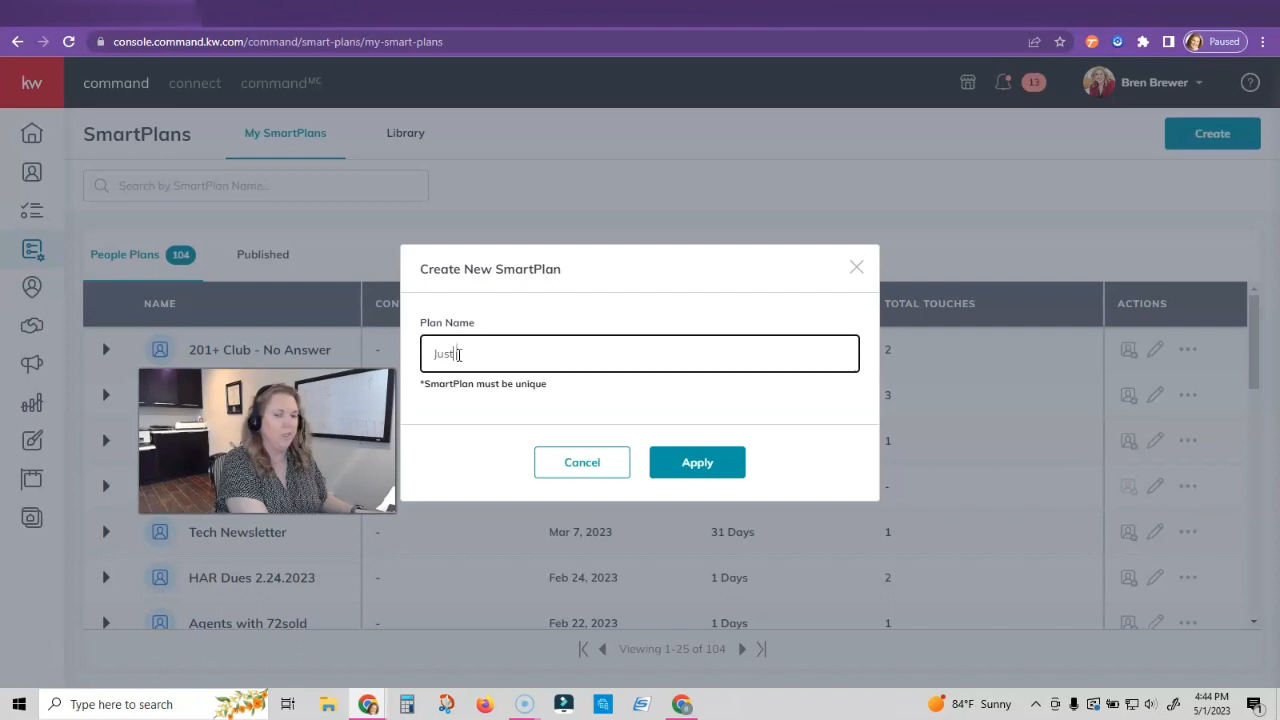 console.command.kw.com/command/smart-plans/my-smart-plans
Paused
kw
command
connect
commandMC
13
Bren Brewer
SmartPlans
My SmartPlans
Library
Create
Search by SmartPlan Name...
People Plans
104
Published
NAME
CON
TOTAL TOUCHES
ACTIONS
201+ Club - No Answer
-
2
3
1
-
Create New SmartPlan
Plan Name
Just
*SmartPlan must be unique
Cancel
Apply
Tech Newsletter
-
Mar 7, 2023
31 Days
1
HAR Dues 2.24.2023
-
Feb 24, 2023
1 Days
2
Agents with 72sold
-
Feb 22, 2023
1 Days
1
Viewing 1-25 of 104
Type here to search
84°F Sunny
4:44 PM
5/1/2023
1